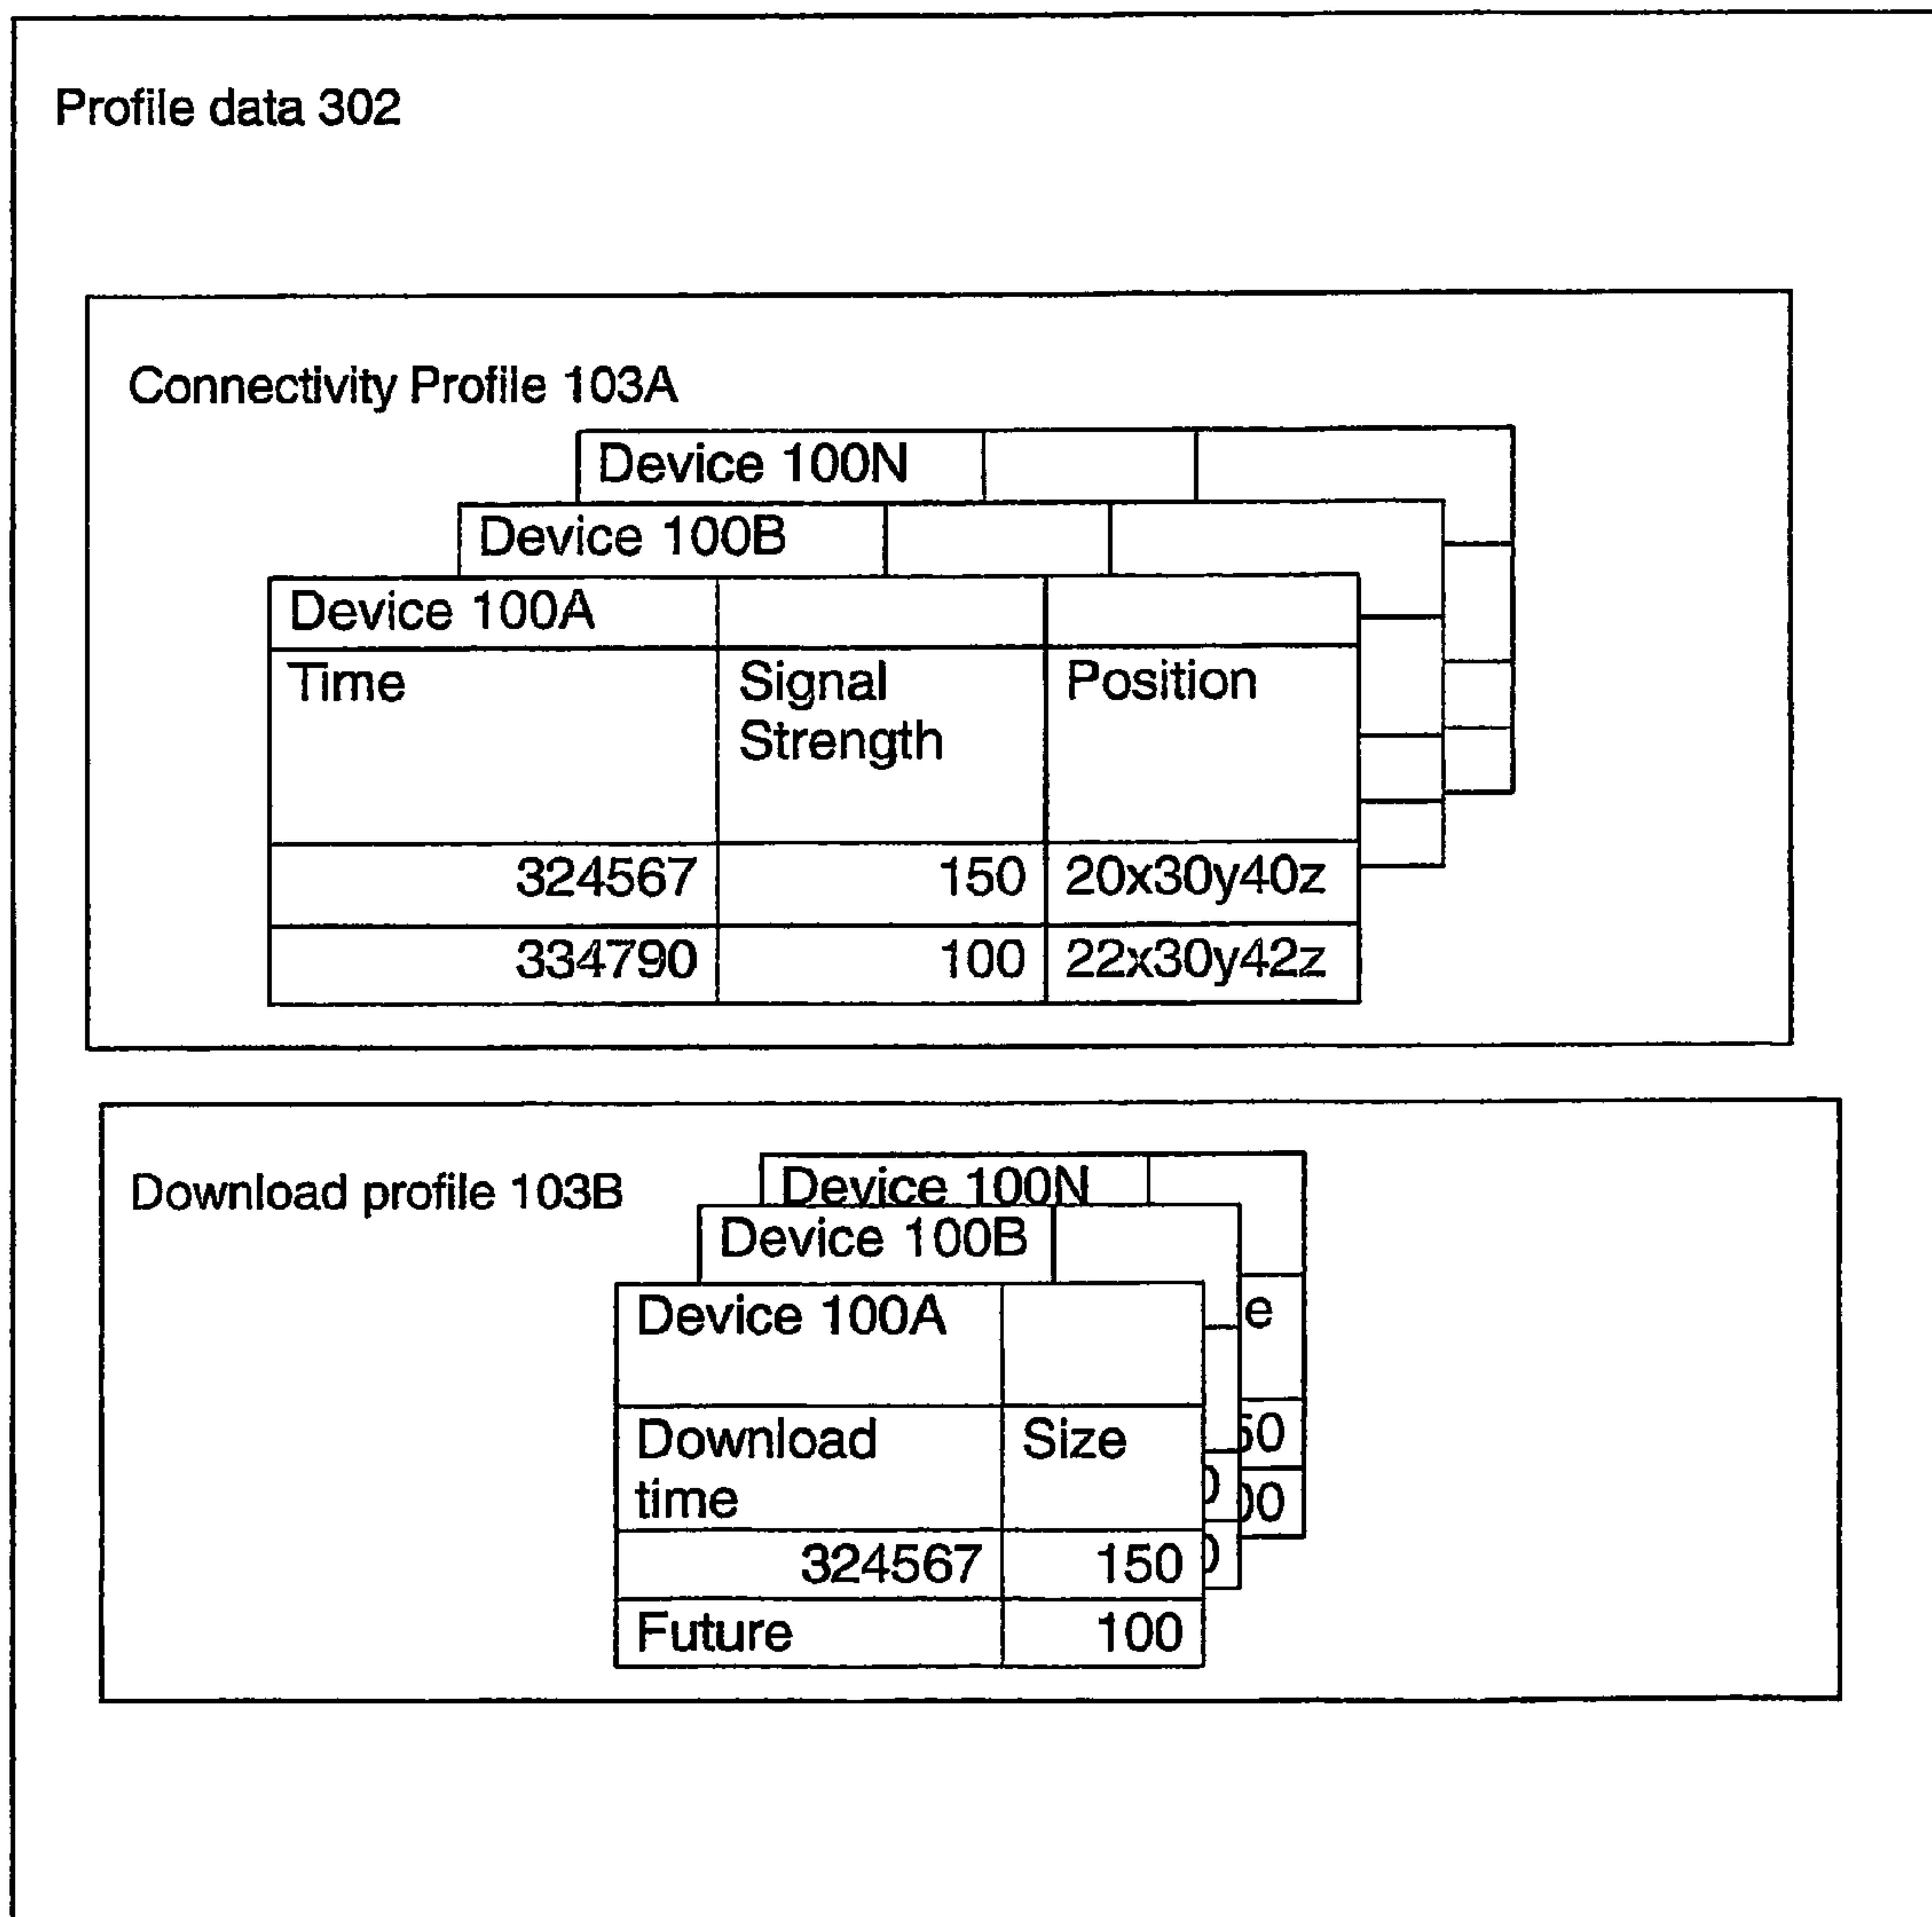 Profile data 302
Connectivity Profile 103A
Device 100N
Device 100B
Device 100A
Time Signal Strength Position
324567 150 20x30y40z
334790 100 22x30y42z
Download profile 103B
Device 100N
Device 100B
Device 100A
e
Download time Size
50
00
324567 150
Future 100